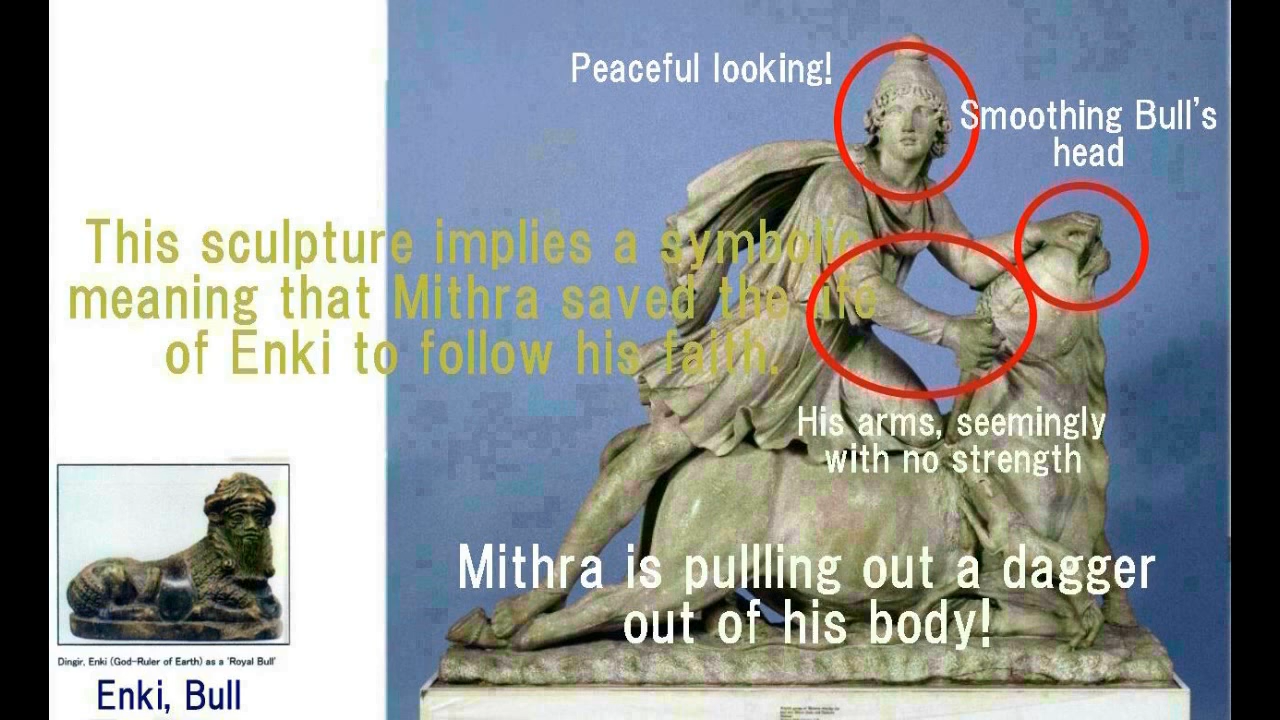 Peaceful looking!
Smoothing Bull's
head
This sculpture implies a symbolic
meaning that Mithra saved the life
of Enki to follow his faith.
His arms, seemingly
with no strength
Mithra is pullling out a dagger
out of his body!
Dingir, Enki (God-Ruler of Earth) as a 'Royal Bull'
Enki, Bull